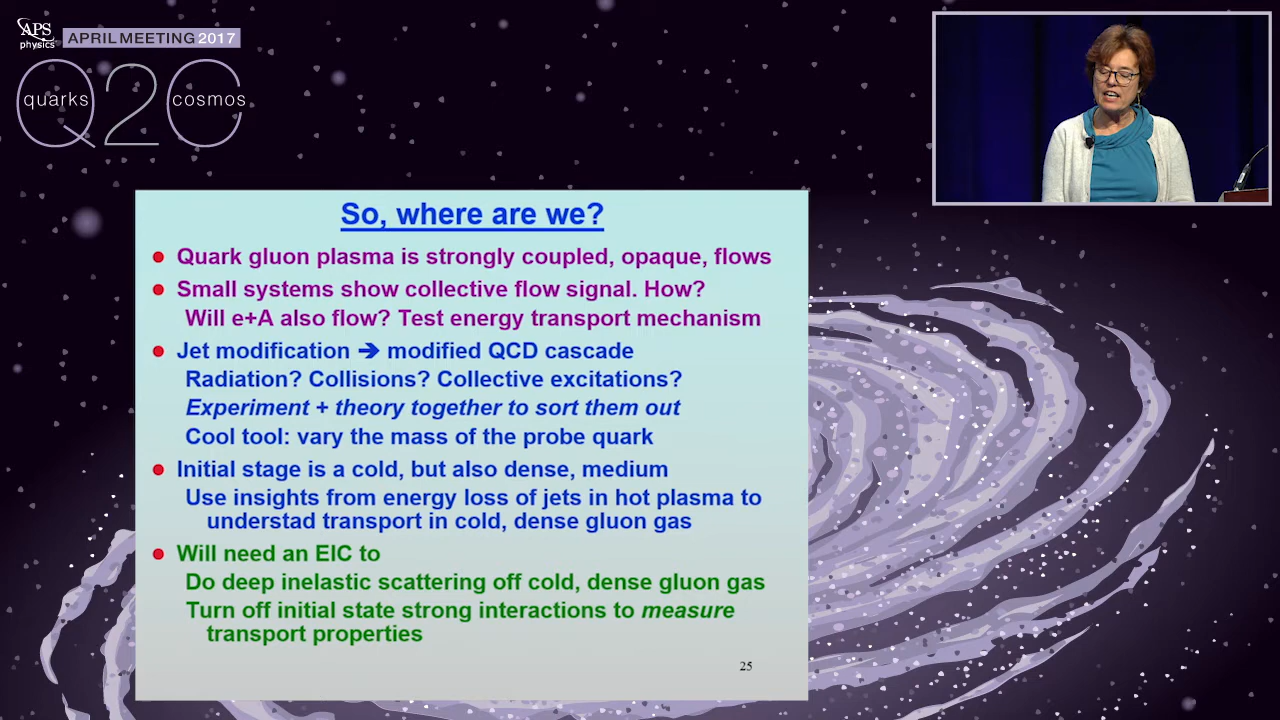 APS
physics
APRIL MEETING 2017
Q2C
quarks
cosmos
So, where are we?
Quark gluon plasma is strongly coupled, opaque, flows
Small systems show collective flow signal. How?
Will e+A also flow? Test energy transport mechanism
Jet modification ➔ modified QCD cascade
Radiation? Collisions? Collective excitations?
Experiment + theory together to sort them out
Cool tool: vary the mass of the probe quark
Initial stage is a cold, but also dense, medium
Use insights from energy loss of jets in hot plasma to
understad transport in cold, dense gluon gas
Will need an EIC to
Do deep inelastic scattering off cold, dense gluon gas
Turn off initial state strong interactions to measure
transport properties
25